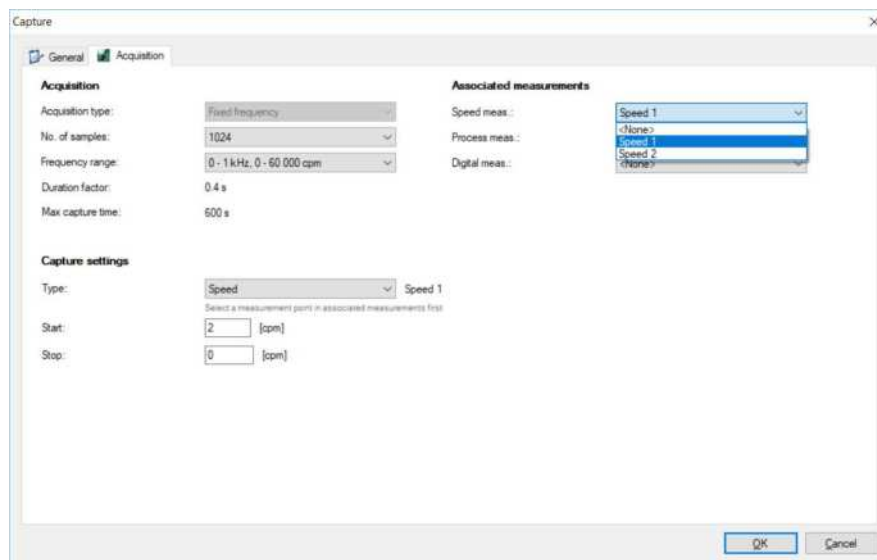 Capture
General Acquisition
Acquisition
Acquisition type: Fixed frequency
No. of samples: 1024
Frequency range: 0 - 1 kHz, 0 - 60 000 cpm
Duration factor: 0.4 s
Max capture time: 600 s
Associated measurements
Speed meas.: Speed 1
<None>
Speed 1
Speed 2
Process meas.:
Digital meas.: <None>
Capture settings
Type: Speed Speed 1
Select a measurement point in associated measurements first
Start: 2 [cpm]
Stop: 0 [cpm]
OK Cancel